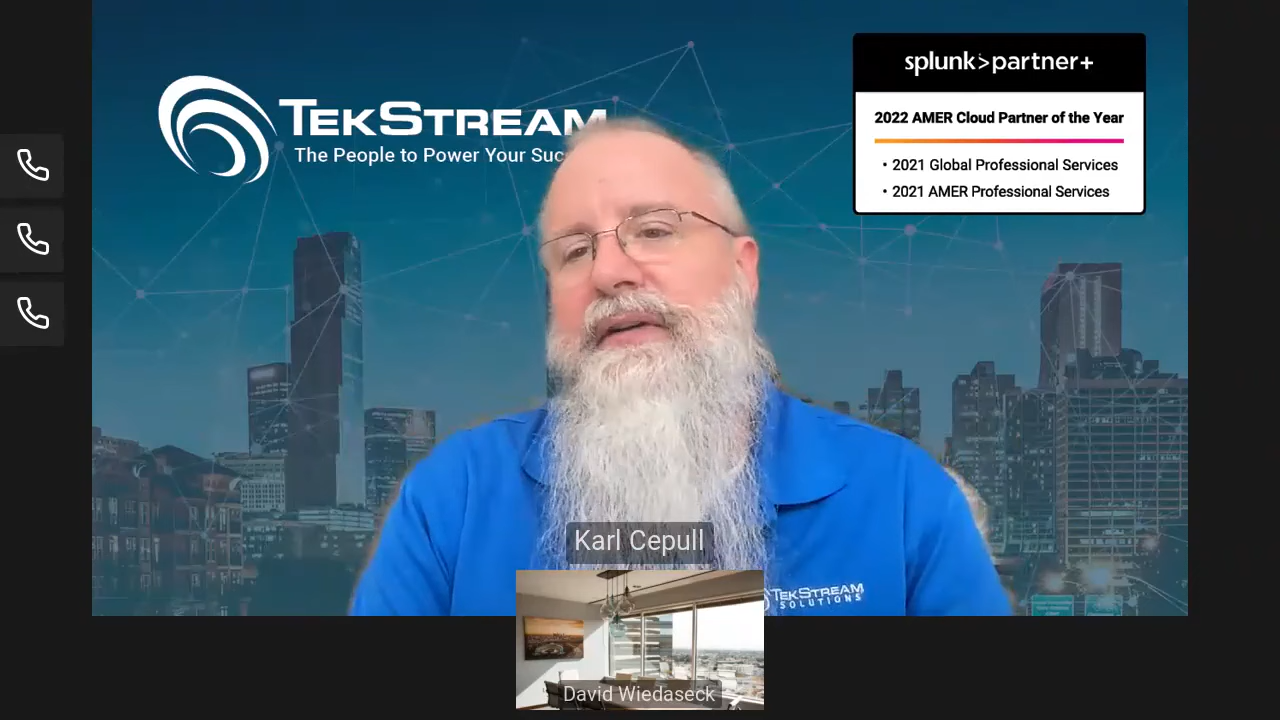 TEKSTREAM
The People to Power Your Suc
splunk>partner+
2022 AMER Cloud Partner of the Year
• 2021 Global Professional Services
• 2021 AMER Professional Services
Karl Cepull
TEKSTREAM
SOLUTIONS
David Wiedaseck